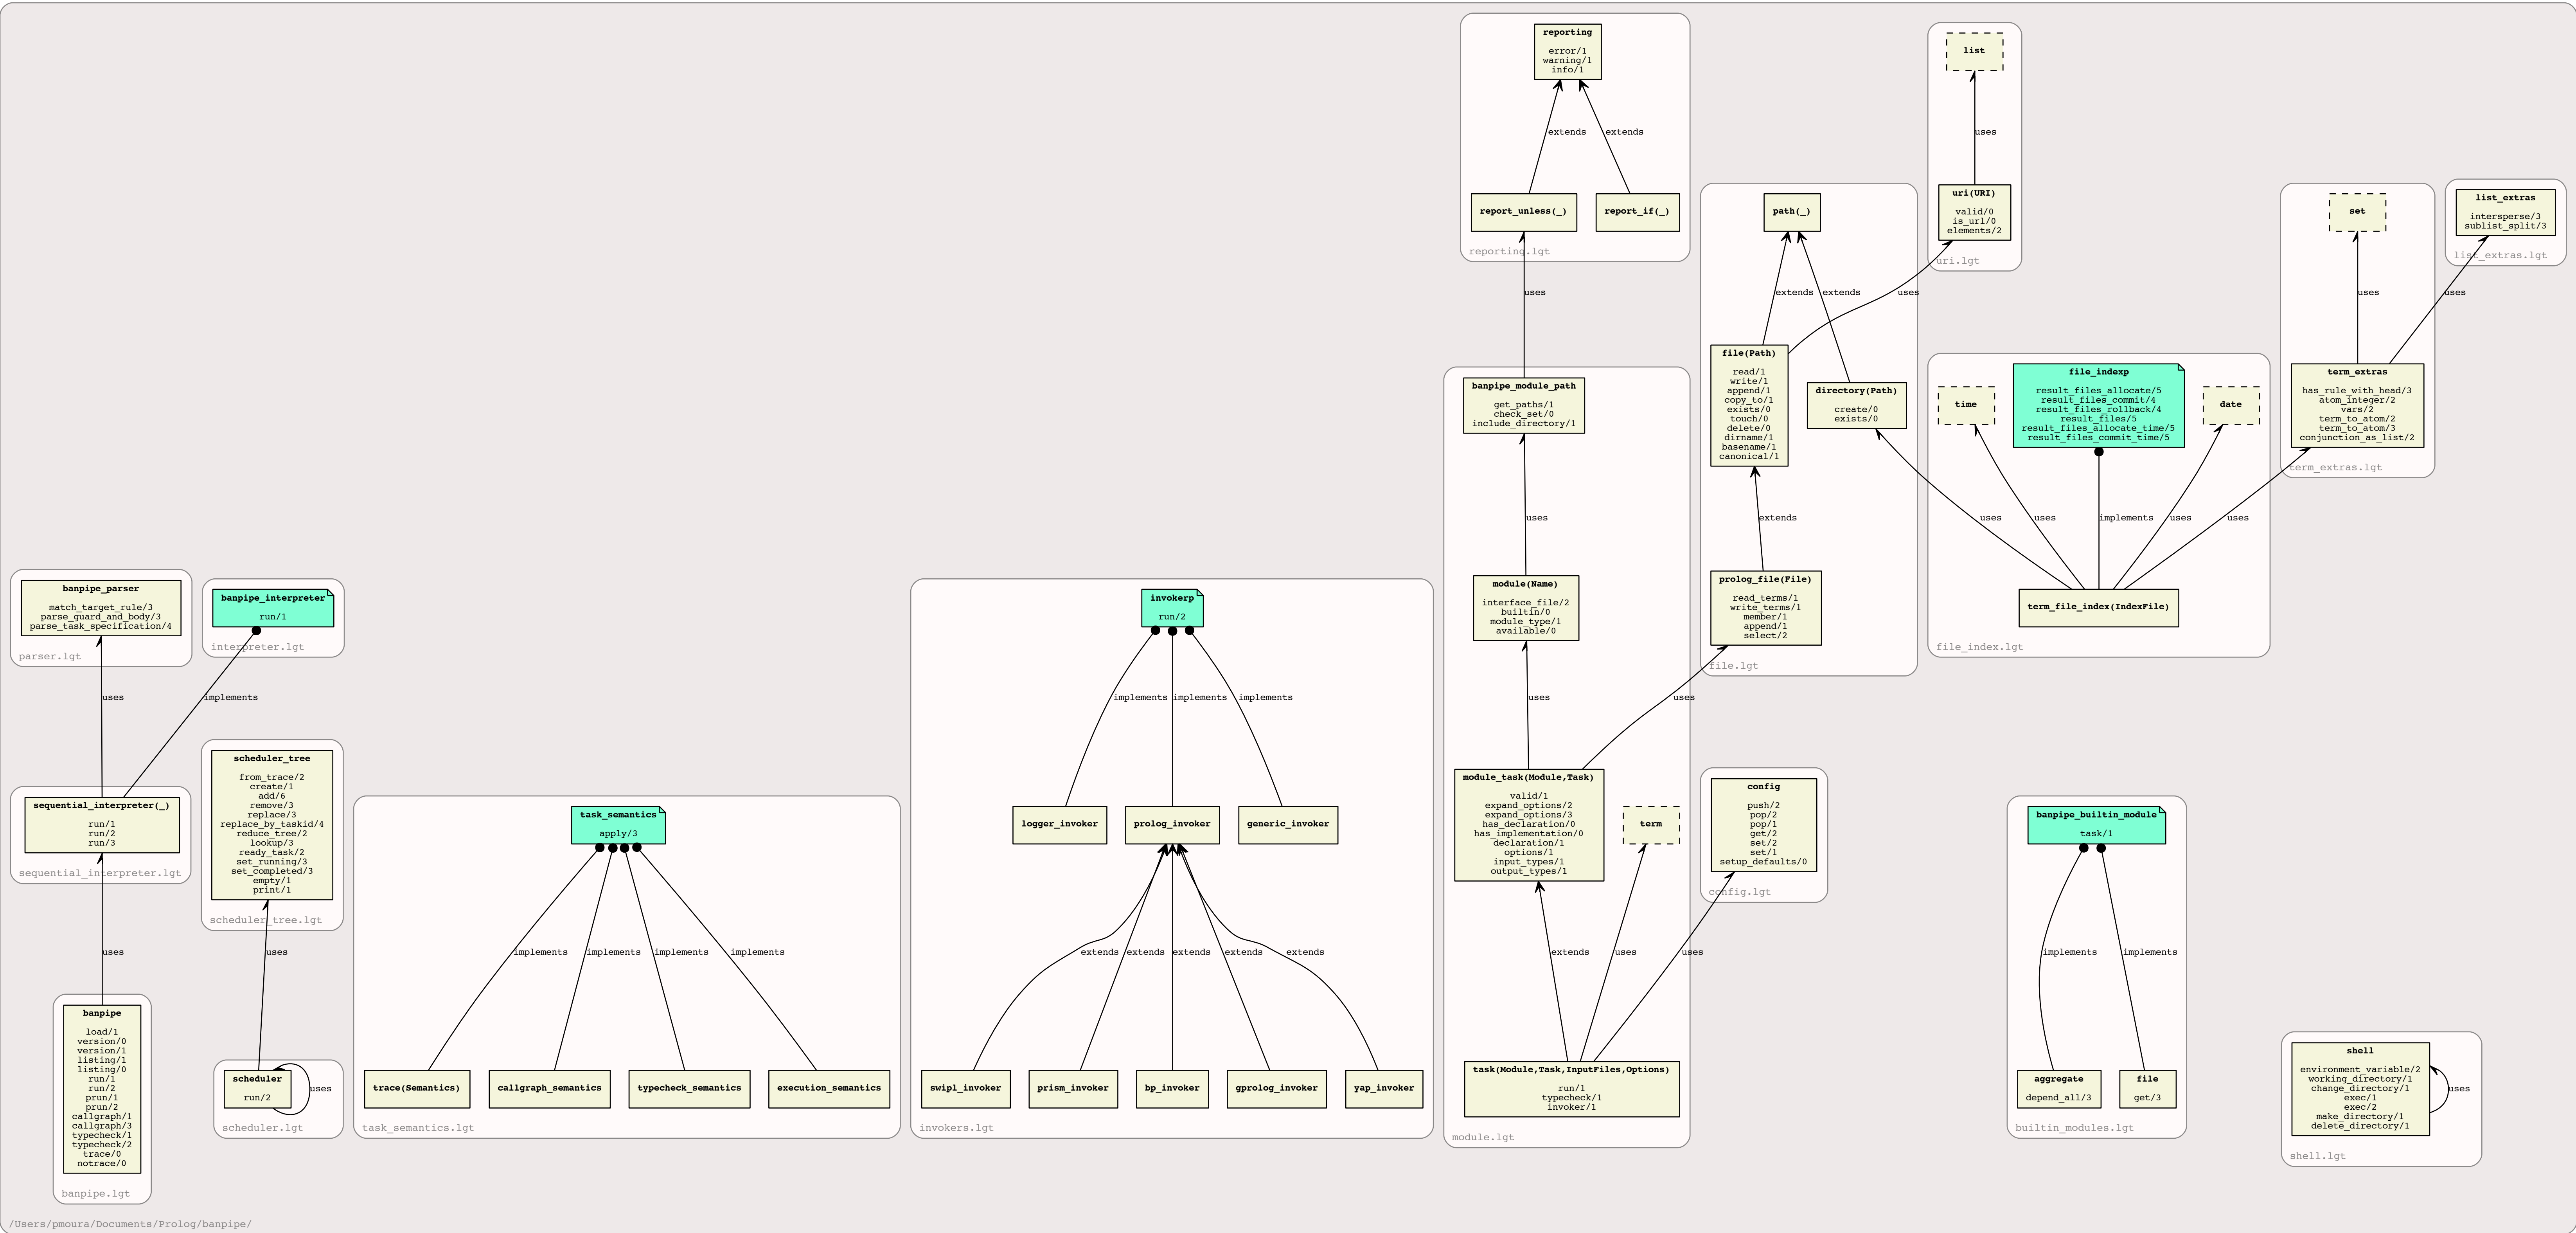 reporting
error/1
warning/1
info/1
extends
extends
report_unless(_)
report_if(_)
reporting.lgt
list
uses
uri(URI)
valid/0
is_url/0
elements/2
uri.lgt
path(_)
extends
extends
uses
file(Path)
read/1
write/1
append/1
copy_to/1
exists/0
touch/0
delete/0
dirname/1
basename/1
canonical/1
directory(Path)
create/0
exists/0
extends
prolog_file(File)
read_terms/1
write_terms/1
member/1
append/1
select/2
file.lgt
set
uses
term_extras
has_rule_with_head/3
atom_integer/2
vars/2
term_to_atom/2
term_to_atom/3
conjunction_as_list/2
term_extras.lgt
list_extras
intersperse/3
sublist_split/3
list_extras.lgt
uses
time
file_indexp
result_files_allocate/5
result_files_commit/4
result_files_rollback/4
result_files/5
result_files_allocate_time/5
result_files_commit_time/5
date
uses
uses
implements
uses
uses
term_file_index(IndexFile)
file_index.lgt
uses
banpipe_module_path
get_paths/1
check_set/0
include_directory/1
uses
module(Name)
interface_file/2
builtin/0
module_type/1
available/0
uses
uses
module_task(Module,Task)
valid/1
expand_options/2
expand_options/3
has_declaration/0
has_implementation/0
declaration/1
options/1
input_types/1
output_types/1
term
extends
uses
uses
task(Module,Task,InputFiles,Options)
run/1
typecheck/1
invoker/1
module.lgt
config
push/2
pop/2
pop/1
get/2
set/2
set/1
setup_defaults/0
config.lgt
banpipe_parser
match_target_rule/3
parse_guard_and_body/3
parse_task_specification/4
parser.lgt
banpipe_interpreter
run/1
interpreter.lgt
uses
implements
sequential_interpreter(_)
run/1
run/2
run/3
sequential_interpreter.lgt
uses
banpipe
load/1
version/0
version/1
listing/1
listing/0
run/1
run/2
prun/1
prun/2
callgraph/1
callgraph/3
typecheck/1
typecheck/2
trace/0
notrace/0
banpipe.lgt
scheduler_tree
from_trace/2
create/1
add/6
remove/3
replace/3
replace_by_taskid/4
reduce_tree/2
lookup/3
ready_task/2
set_running/3
set_completed/3
empty/1
print/1
scheduler_tree.lgt
uses
scheduler
run/2
uses
scheduler.lgt
task_semantics
apply/3
implements
implements
implements
implements
trace(Semantics)
callgraph_semantics
typecheck_semantics
execution_semantics
task_semantics.lgt
invokerp
run/2
implements
implements
implements
logger_invoker
prolog_invoker
generic_invoker
extends
extends
extends
extends
extends
swipl_invoker
prism_invoker
bp_invoker
gprolog_invoker
yap_invoker
invokers.lgt
banpipe_builtin_module
task/1
implements
implements
aggregate
depend_all/3
file
get/3
builtin_modules.lgt
shell
environment_variable/2
working_directory/1
change_directory/1
exec/1
exec/2
make_directory/1
delete_directory/1
uses
shell.lgt
/Users/pmoura/Documents/Prolog/banpipe/